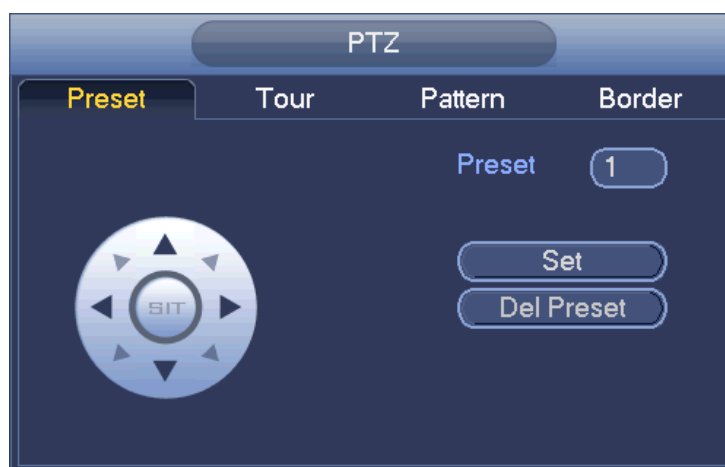 PTZ
Preset Tour Pattern Border
Preset 1
Set
SIT
Del Preset